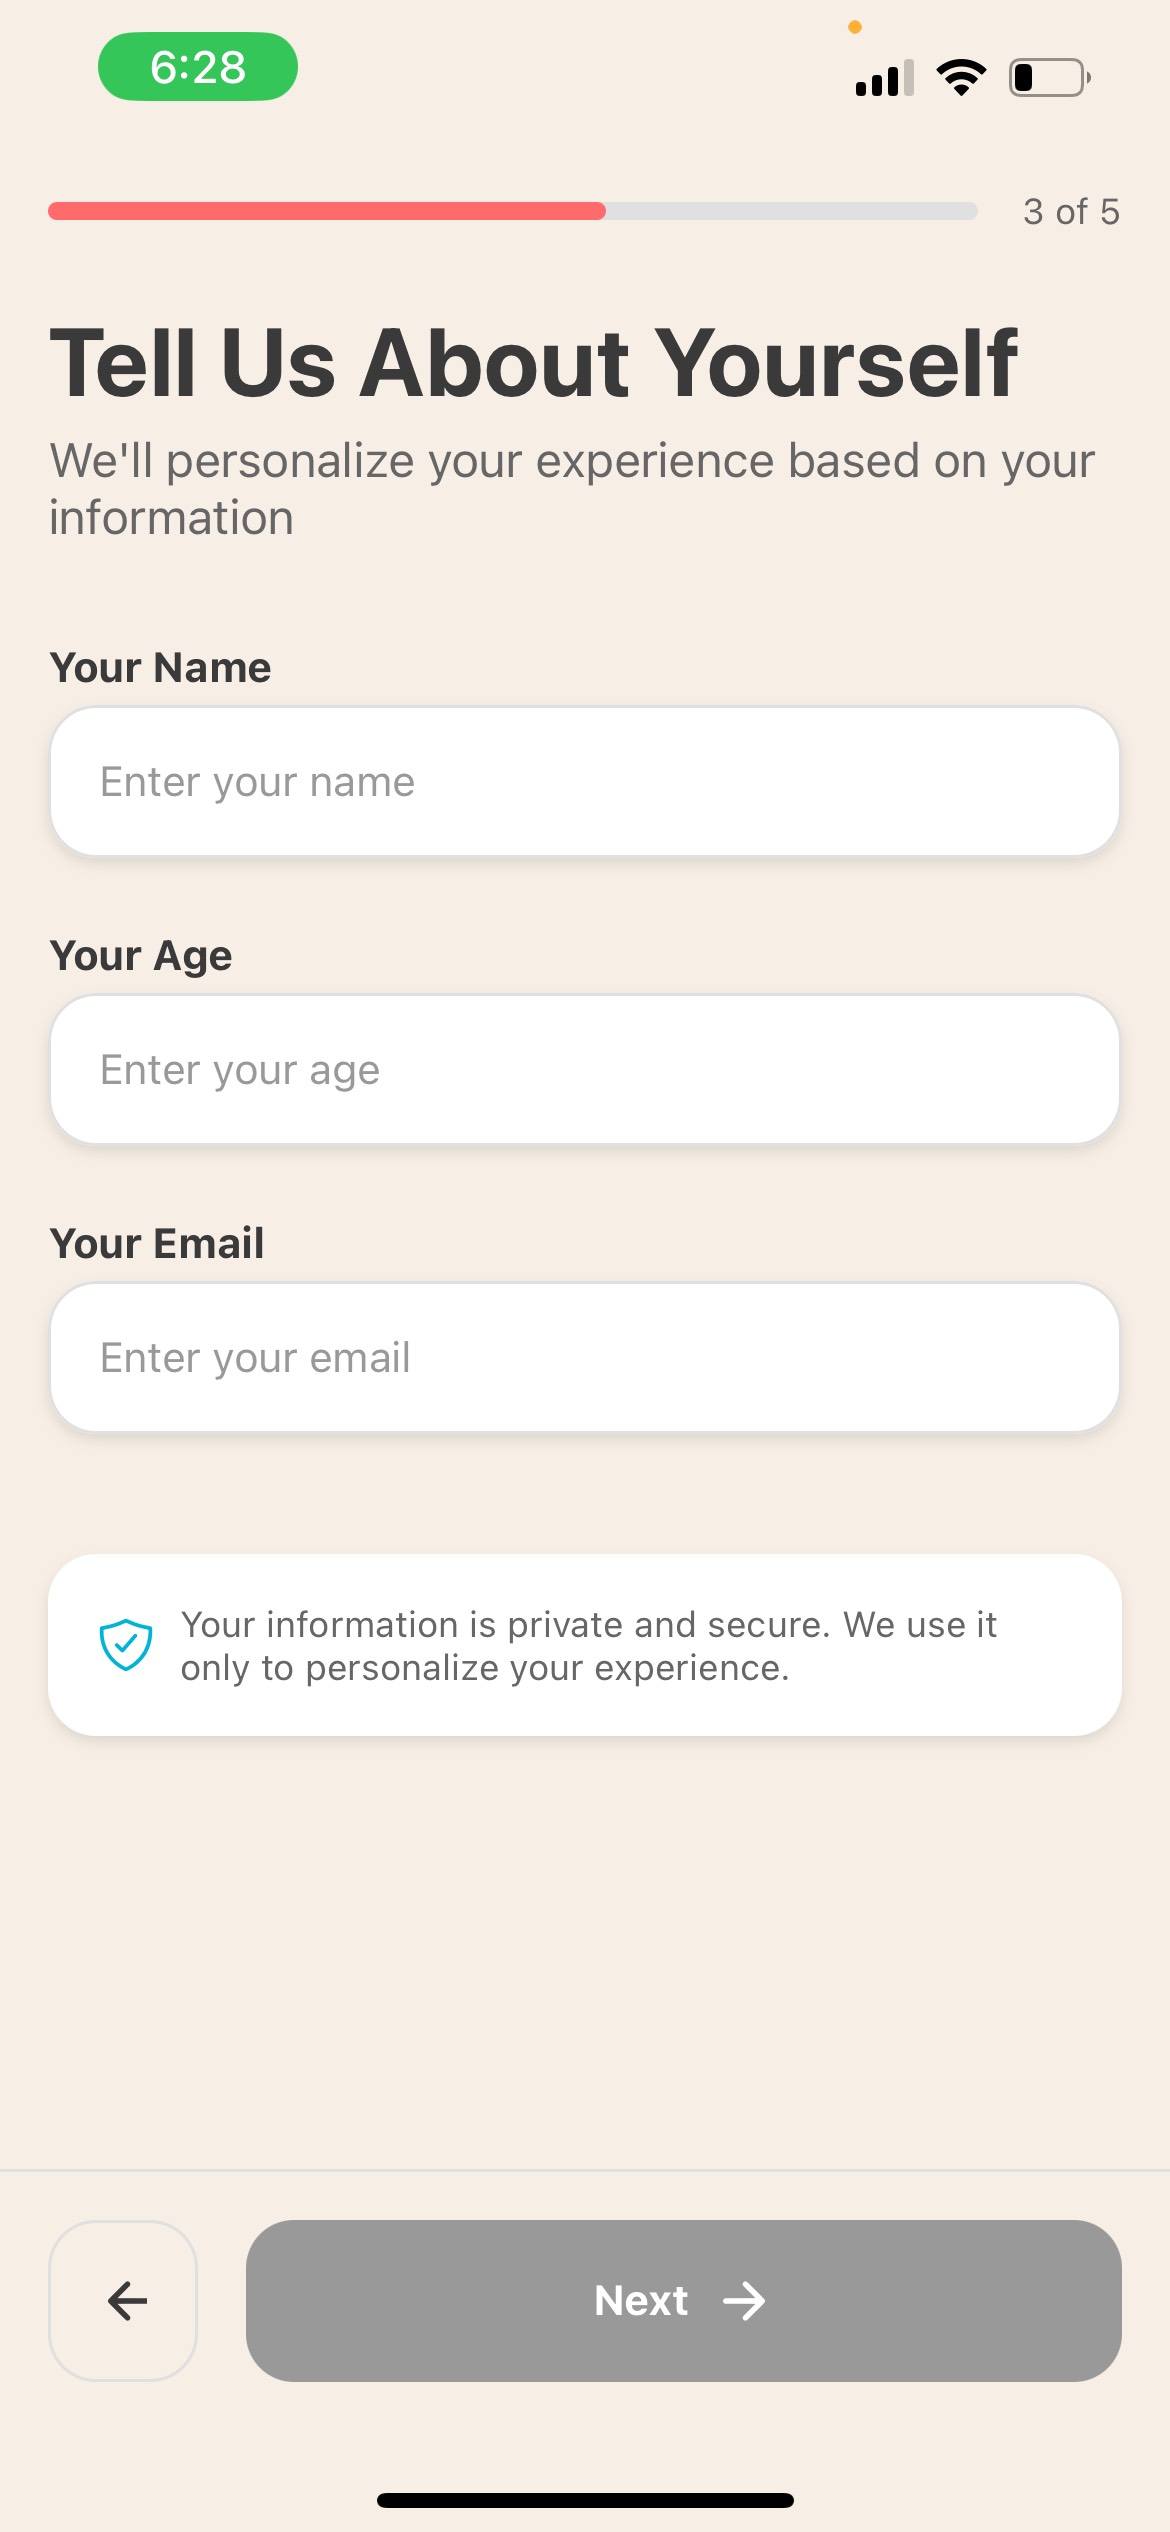 6:28
3 of 5
Tell Us About Yourself
We'll personalize your experience based on your
information
Your Name
Enter your name
Your Age
Enter your age
Your Email
Enter your email
Your information is private and secure. We use it
only to personalize your experience.
Next